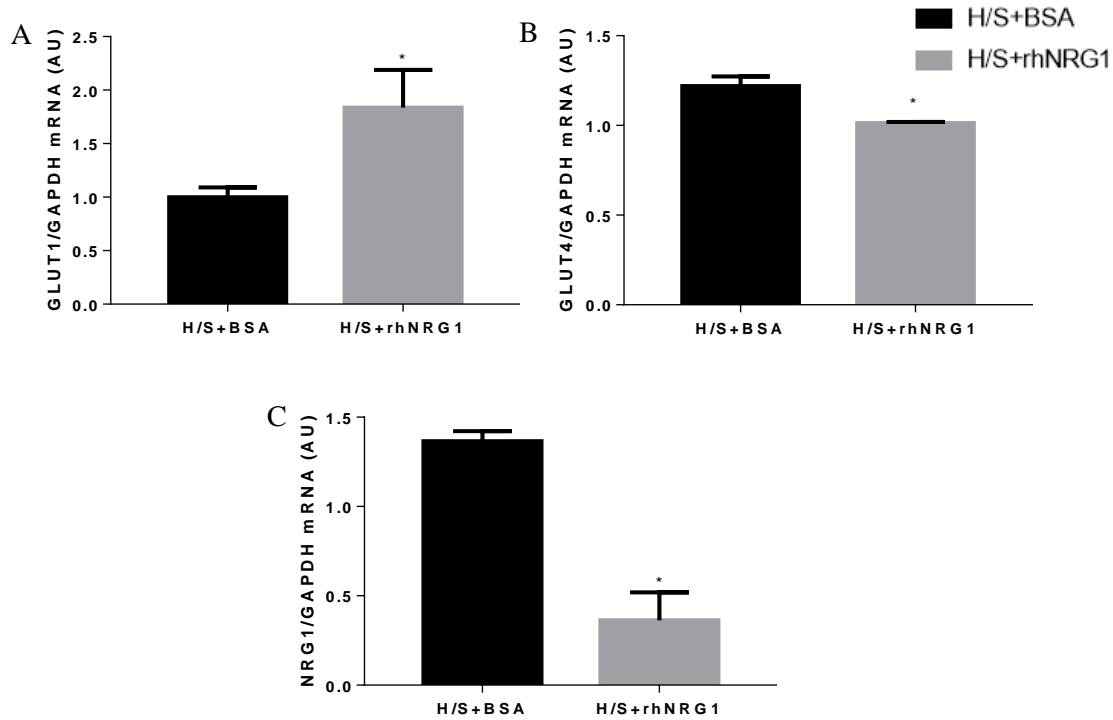 A
GLUT1/GAPDH mRNA (AU)
2.5
2.0
1.5
1.0
0.5
0.0
*
H/S+BSA
H/S+rhNRG1
B
GLUT4/GAPDH mRNA (AU)
1.5
1.0
0.5
0.0
*
H/S+BSA
H/S+rhNRG1
H/S+BSA
H/S+rhNRG1
C
NRG1/GAPDH mRNA (AU)
1.5
1.0
0.5
0.0
*
H/S+BSA
H/S+rhNRG1